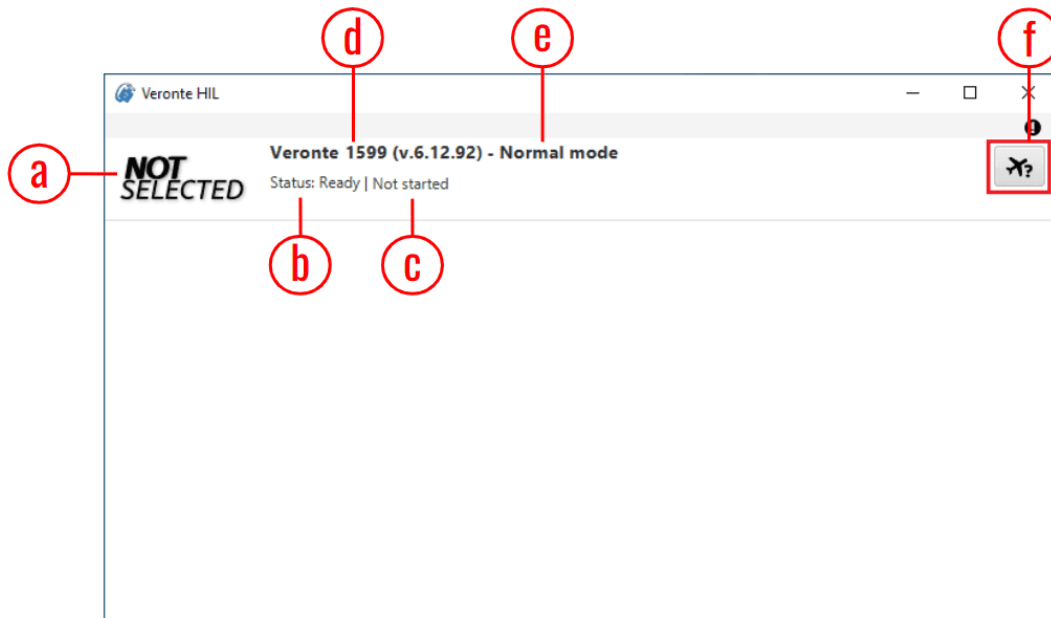 d e f
Veronte HIL
a
NOT
SELECTED
Veronte 1599 (v.6.12.92) - Normal mode
?
Status: Ready | Not started
b c